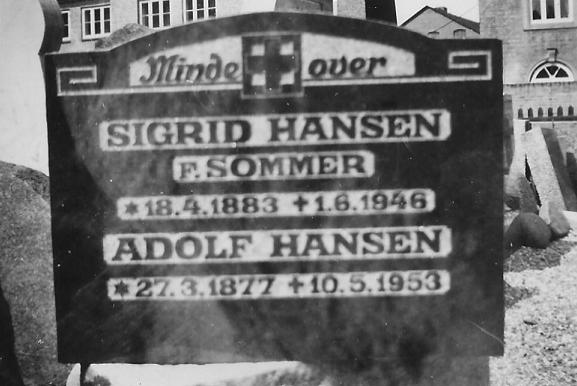 Minde over
SIGRID HANSEN
F. SOMMER
*18.4.1883 +1.6.1946
ADOLF HANSEN
*27.3.1877 +10.5.1953